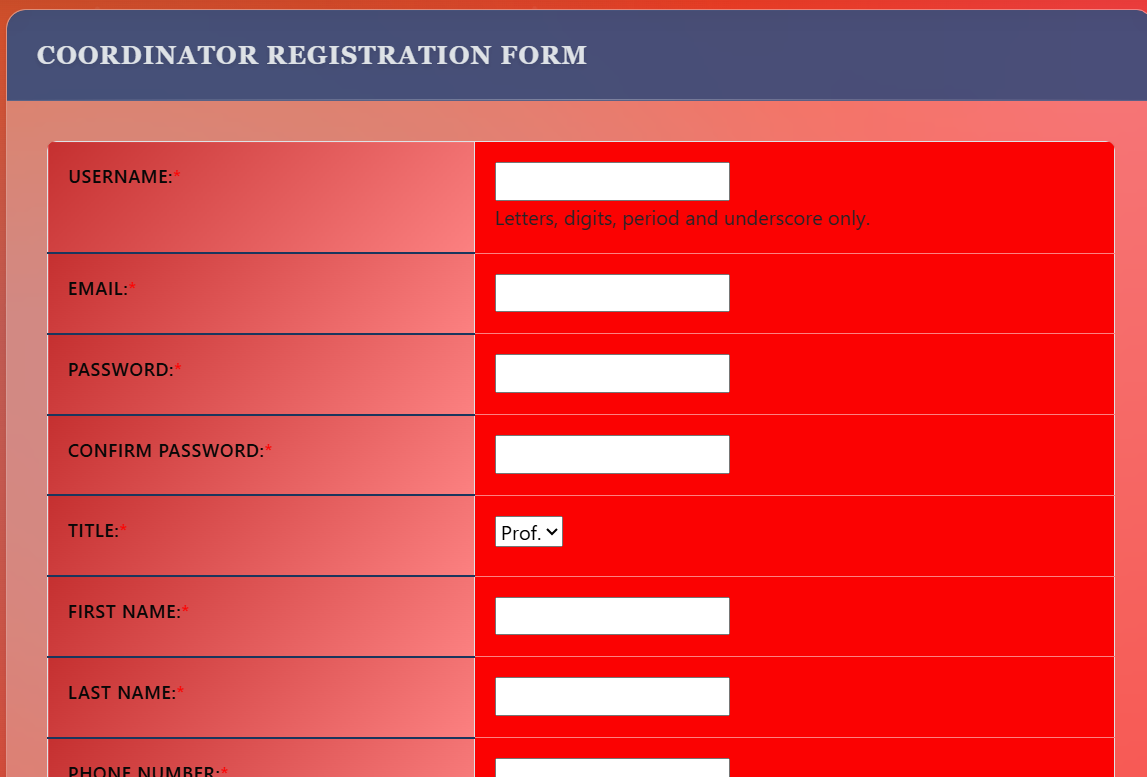 COORDINATOR REGISTRATION FORM
USERNAME:*
Letters, digits, period and underscore only.
EMAIL:*
PASSWORD:*
CONFIRM PASSWORD:*
TITLE:*
Prof.
FIRST NAME:*
LAST NAME:*
PHONE NUMBER:*